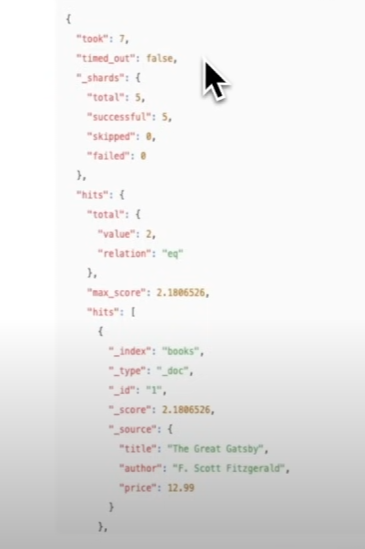 {
"took": 7,
"timed_out": false,
"_shards": {
"total": 5,
"successful": 5,
"skipped": 0,
"failed": 0
},
"hits": {
"total": {
"value": 2,
"relation": "eq"
},
"max_score": 2.1806526,
"hits": [
{
"_index": "books",
"_type": "_doc",
"_id": "1",
"_score": 2.1806526,
"_source": {
"title": "The Great Gatsby",
"author": "F. Scott Fitzgerald",
"price": 12.99
}
},